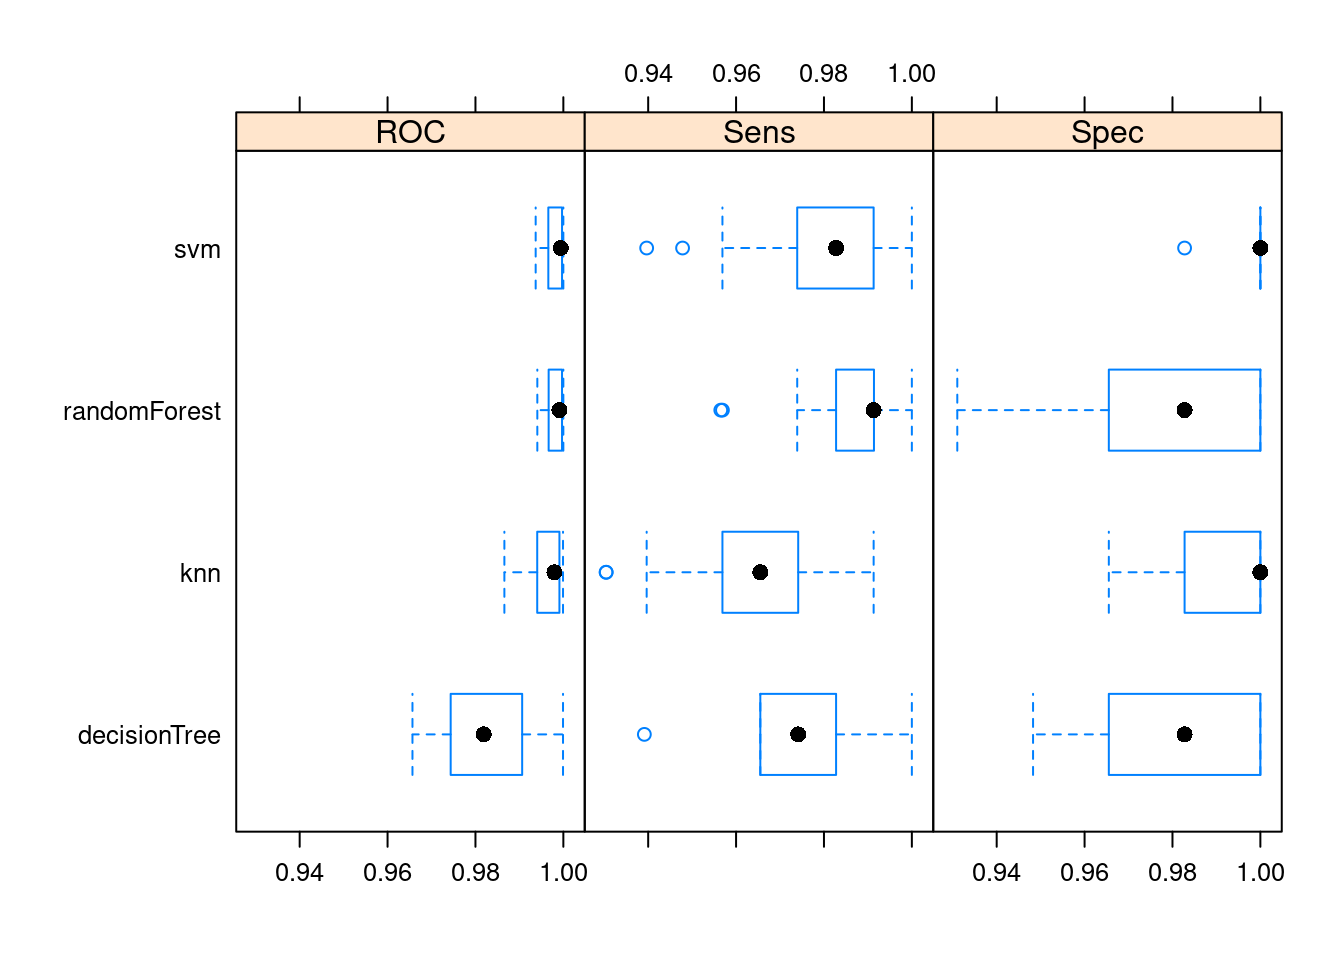 0.94 0.96 0.98 1.00
ROC Sens Spec
svm
randomForest
knn
decisionTree
0.94 0.96 0.98 1.00 0.94 0.96 0.98 1.00